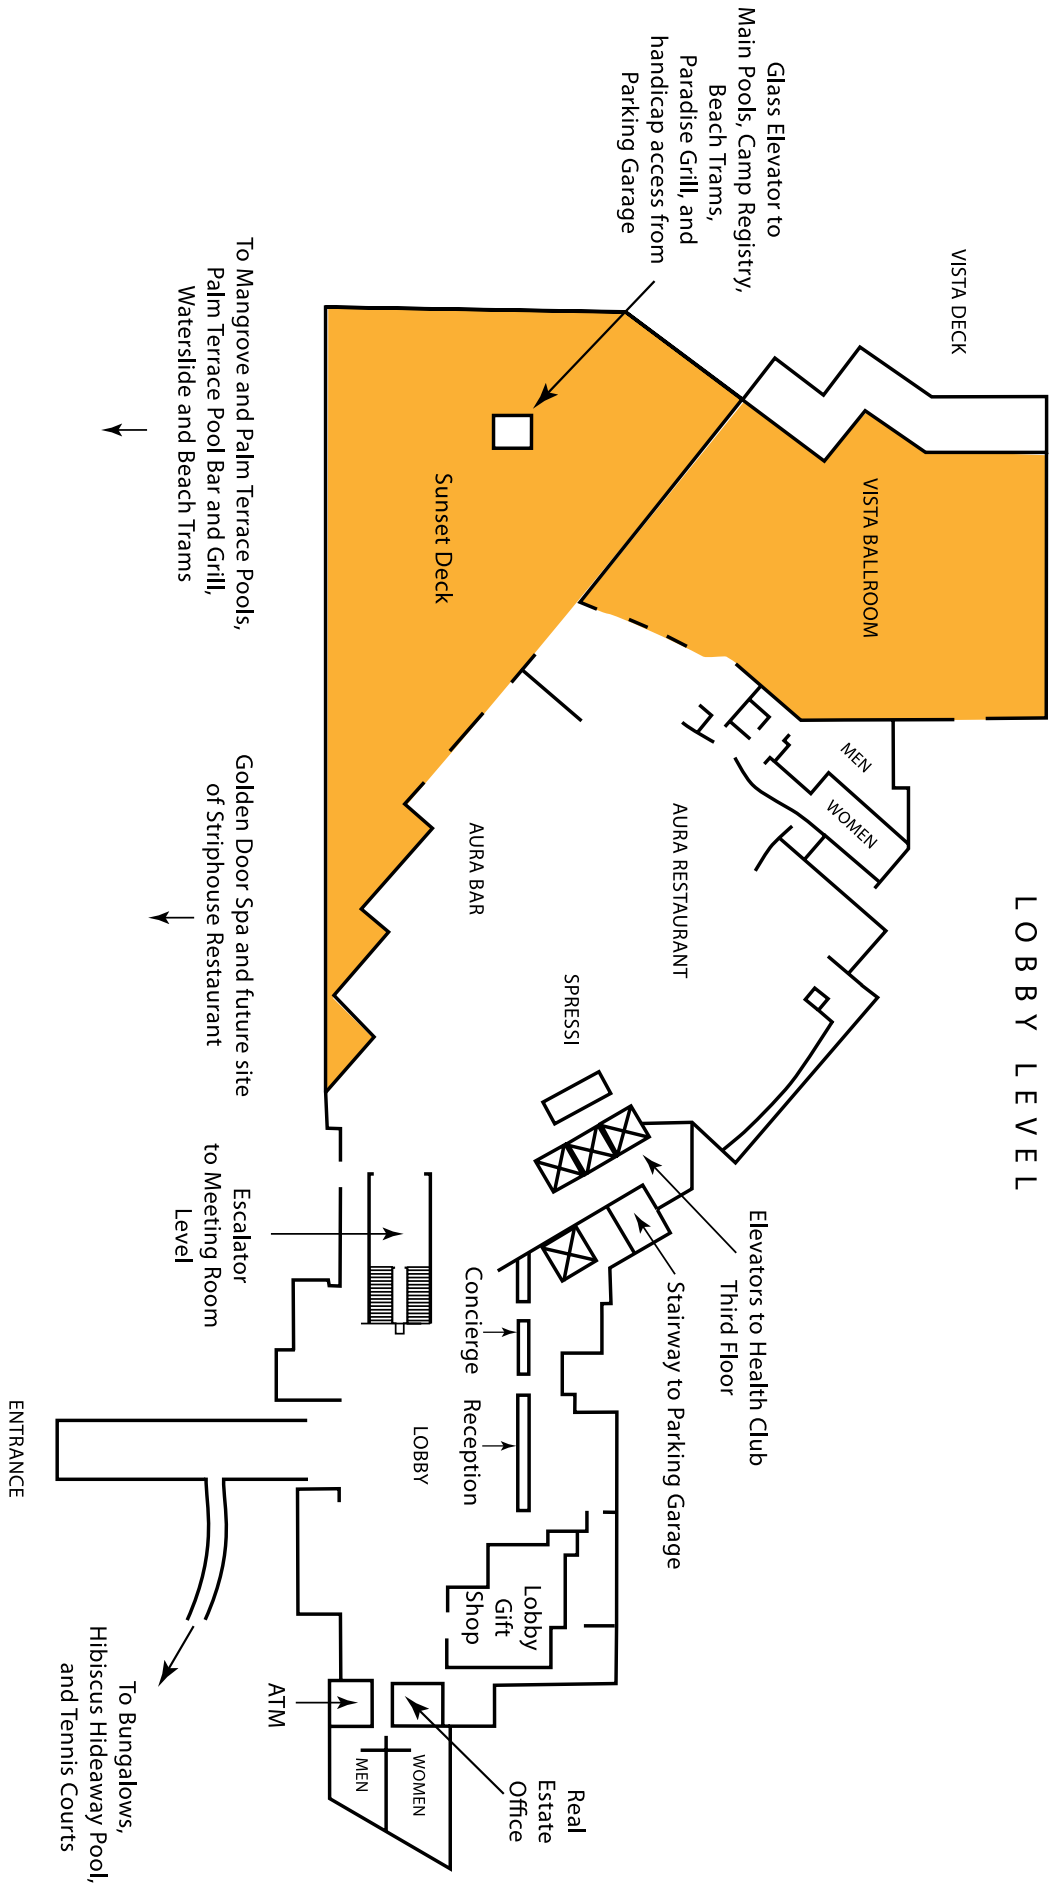 LOBBY LEVEL
VISTA DECK
Glass Elevator to
Main Pools, Camp Registry,
Beach Trams,
Paradise Grill, and
handicap access from
Parking Garage
VISTA BALLROOM
MEN
WOMEN
Sunset Deck
To Mangrove and Palm Terrace Pools,
Palm Terrace Pool Bar and Grill,
Waterslide and Beach Trams
AURA RESTAURANT
AURA BAR
SPRESSI
Golden Door Spa and future site
of Striphouse Restaurant
Elevators to Health Club
Third Floor
Stairway to Parking Garage
Escalator
to Meeting Room
Level
Concierge
Reception
LOBBY
ENTRANCE
Lobby
Gift
Shop
ATM
Real
Estate
Office
WOMEN
MEN
To Bungalows,
Hibiscus Hideaway Pool,
and Tennis Courts